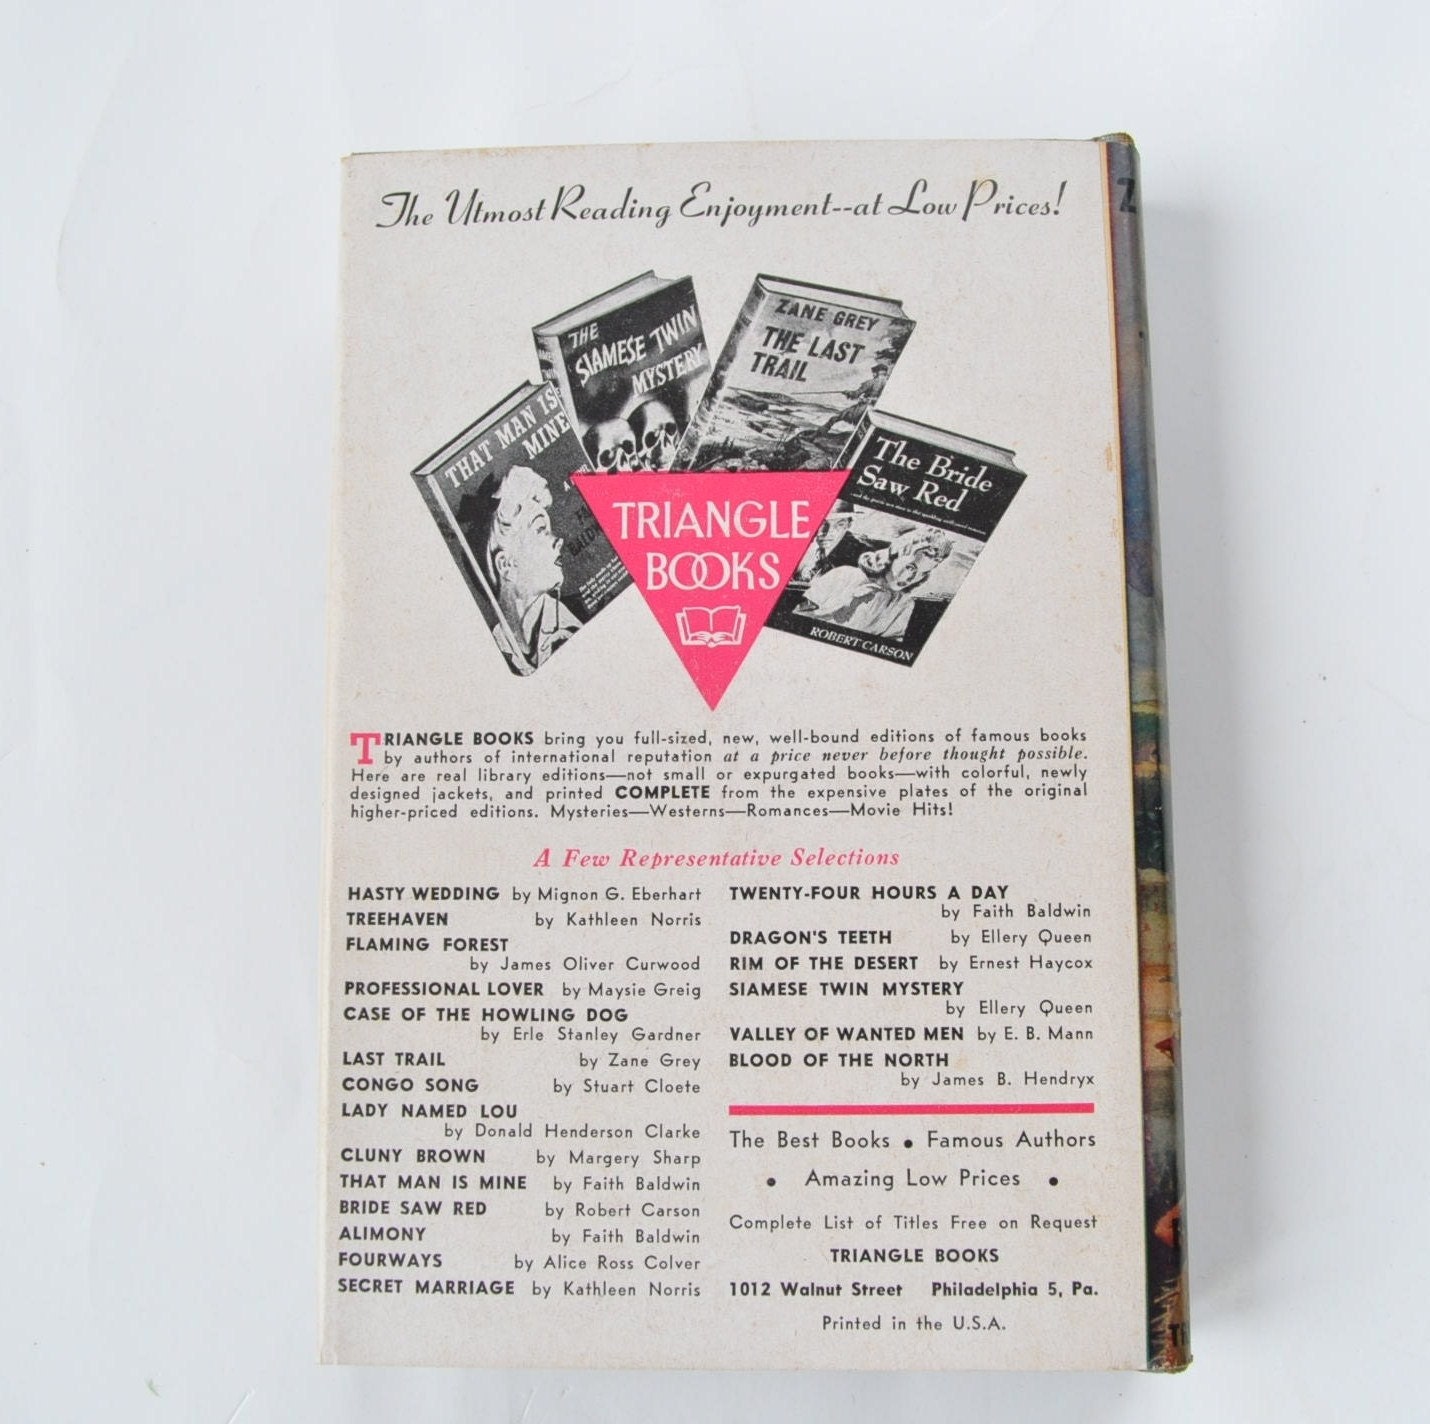 The Utmost Reading Enjoyment--at Low Prices!
THAT MAN IS
MINE
THE
SIAMESE TWIN
MYSTERY
ZANE GREY
THE LAST
TRAIL
The Bride
Saw Red
ROBERT CARSON
TRIANGLE
BOOKS
TRIANGLE BOOKS bring you full-sized, new, well-bound editions of famous books
by authors of international reputation at a price never before thought possible.
Here are real library editions—not small or expurgated books—with colorful, newly
designed jackets, and printed COMPLETE from the expensive plates of the original
higher-priced editions. Mysteries—Westerns—Romances—Movie Hits!
A Few Representative Selections
HASTY WEDDING by Mignon G. Eberhart
TREEHAVEN by Kathleen Norris
FLAMING FOREST
by James Oliver Curwood
PROFESSIONAL LOVER by Maysie Greig
CASE OF THE HOWLING DOG
by Erle Stanley Gardner
LAST TRAIL by Zane Grey
CONGO SONG by Stuart Cloete
LADY NAMED LOU
by Donald Henderson Clarke
CLUNY BROWN by Margery Sharp
THAT MAN IS MINE by Faith Baldwin
BRIDE SAW RED by Robert Carson
ALIMONY by Faith Baldwin
FOURWAYS by Alice Ross Colver
SECRET MARRIAGE by Kathleen Norris
TWENTY-FOUR HOURS A DAY
by Faith Baldwin
DRAGON'S TEETH by Ellery Queen
RIM OF THE DESERT by Ernest Haycox
SIAMESE TWIN MYSTERY
by Ellery Queen
VALLEY OF WANTED MEN by E. B. Mann
BLOOD OF THE NORTH
by James B. Hendryx
The Best Books • Famous Authors
• Amazing Low Prices •
Complete List of Titles Free on Request
TRIANGLE BOOKS
1012 Walnut Street Philadelphia 5, Pa.
Printed in the U.S.A.